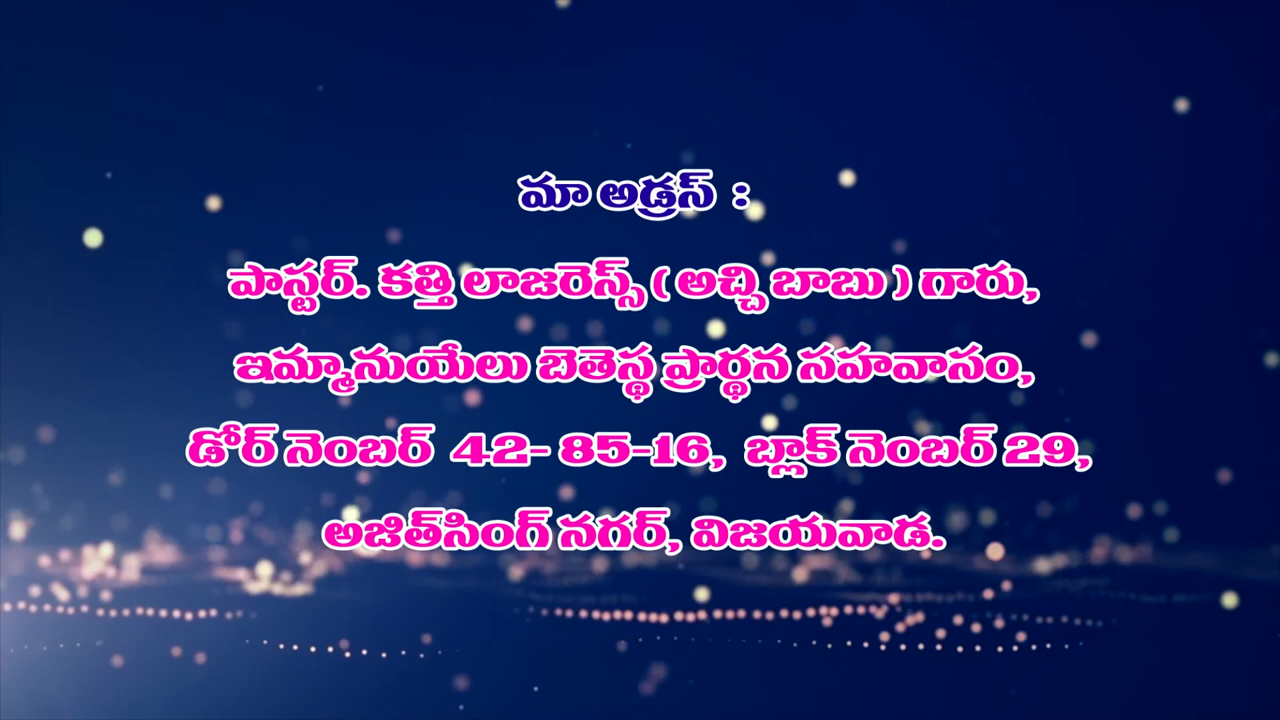 మా అడ్రస్ :
పాస్టర్. కత్తి లాజరెన్స్ ( అచ్చి బాబు ) గారు,
ఇమ్మానుయేలు బెతెస్థ ప్రార్థన సహవాసం,
డోర్ నెంబర్ 42- 85-16, బ్లాక్ నెంబర్ 29,
అజిత్‌సింగ్ నగర్, విజయవాడ.